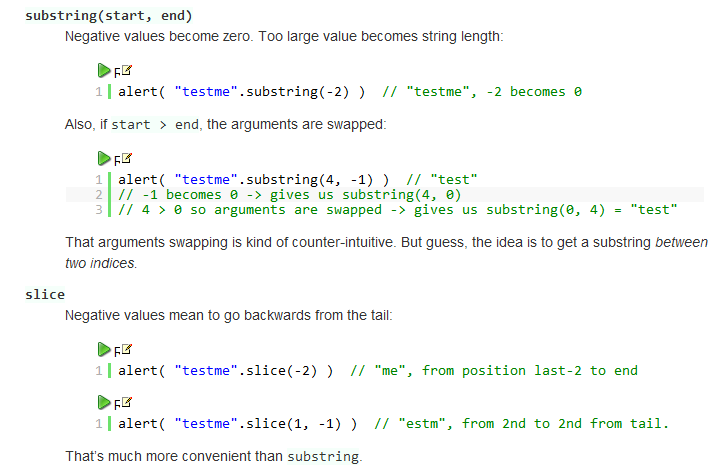 substring(start, end)
Negative values become zero. Too large value becomes string length:
F
1 alert( "testme".substring(-2) )  // "testme", -2 becomes 0
Also, if start > end, the arguments are swapped:
F
1 alert( "testme".substring(4, -1) )  // "test"
2 // -1 becomes 0 -> gives us substring(4, 0)
3 // 4 > 0 so arguments are swapped -> gives us substring(0, 4) = "test"
That arguments swapping is kind of counter-intuitive. But guess, the idea is to get a substring between
two indices.
slice
Negative values mean to go backwards from the tail:
F
1 alert( "testme".slice(-2) )  // "me", from position last-2 to end
F
1 alert( "testme".slice(1, -1) )  // "estm", from 2nd to 2nd from tail.
That's much more convenient than substring.